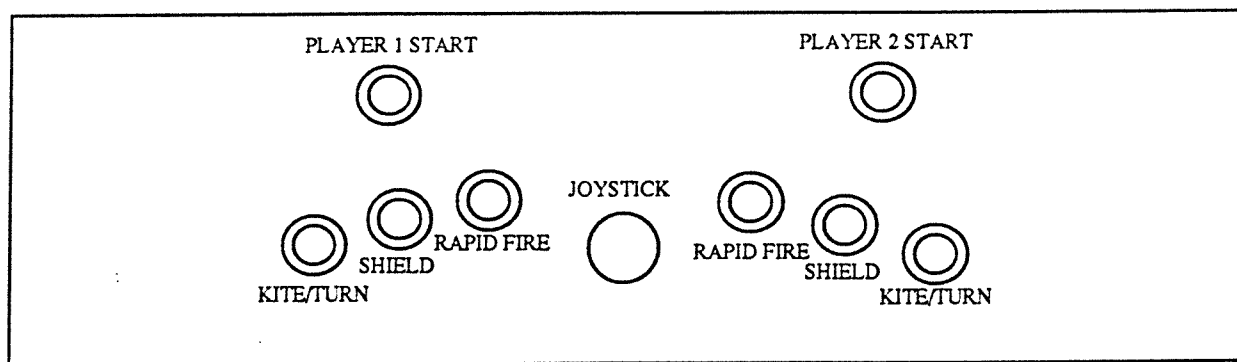 PLAYER 1 START
PLAYER 2 START
JOYSTICK
RAPID FIRE
RAPID FIRE
SHIELD
SHIELD
KITE/TURN
KITE/TURN